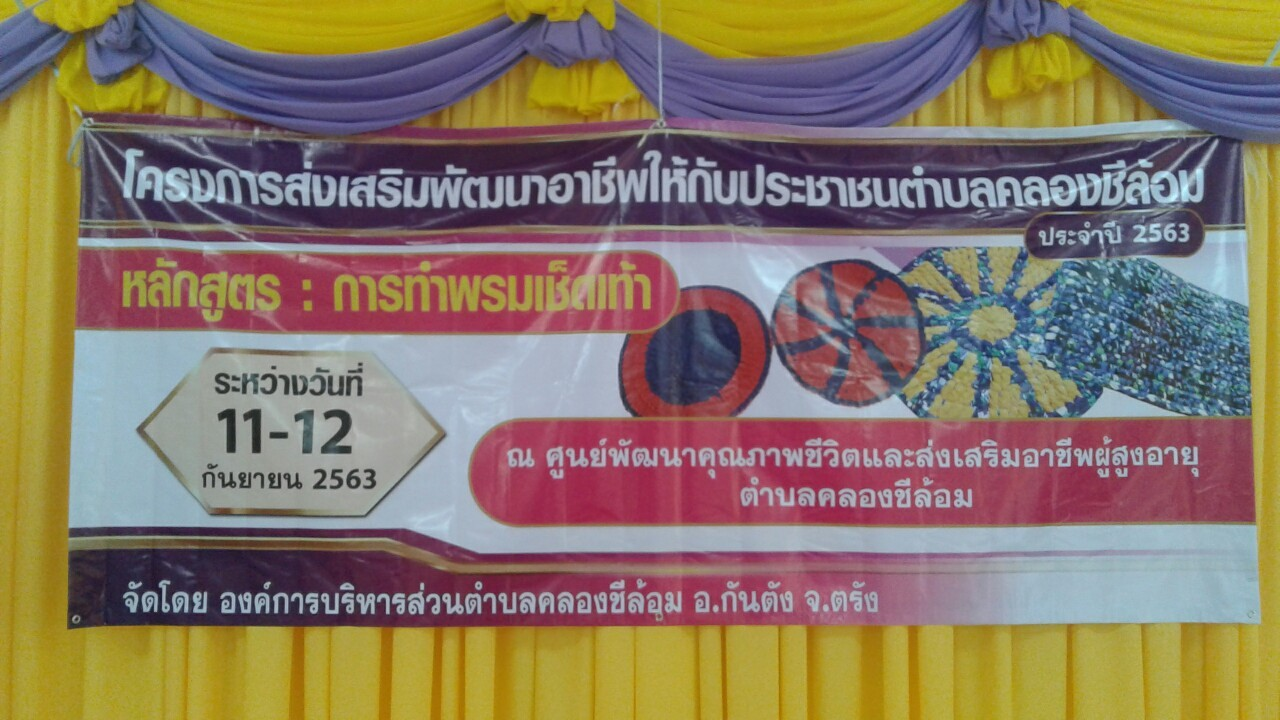 โครงการส่งเสริมพัฒนาอาชีพให้กับประชาชนตำบลคลองชีล้อม
ประจำปี 2563
หลักสูตร : การทำพรมเช็ดเท้า
ระหว่างวันที่
11-12
กันยายน 2563
ณ ศูนย์พัฒนาคุณภาพชีวิตและส่งเสริมอาชีพผู้สูงอายุ
ตำบลคลองชีล้อม
จัดโดย องค์การบริหารส่วนตำบลคลองชีล้อม อ.กันตัง จ.ตรัง